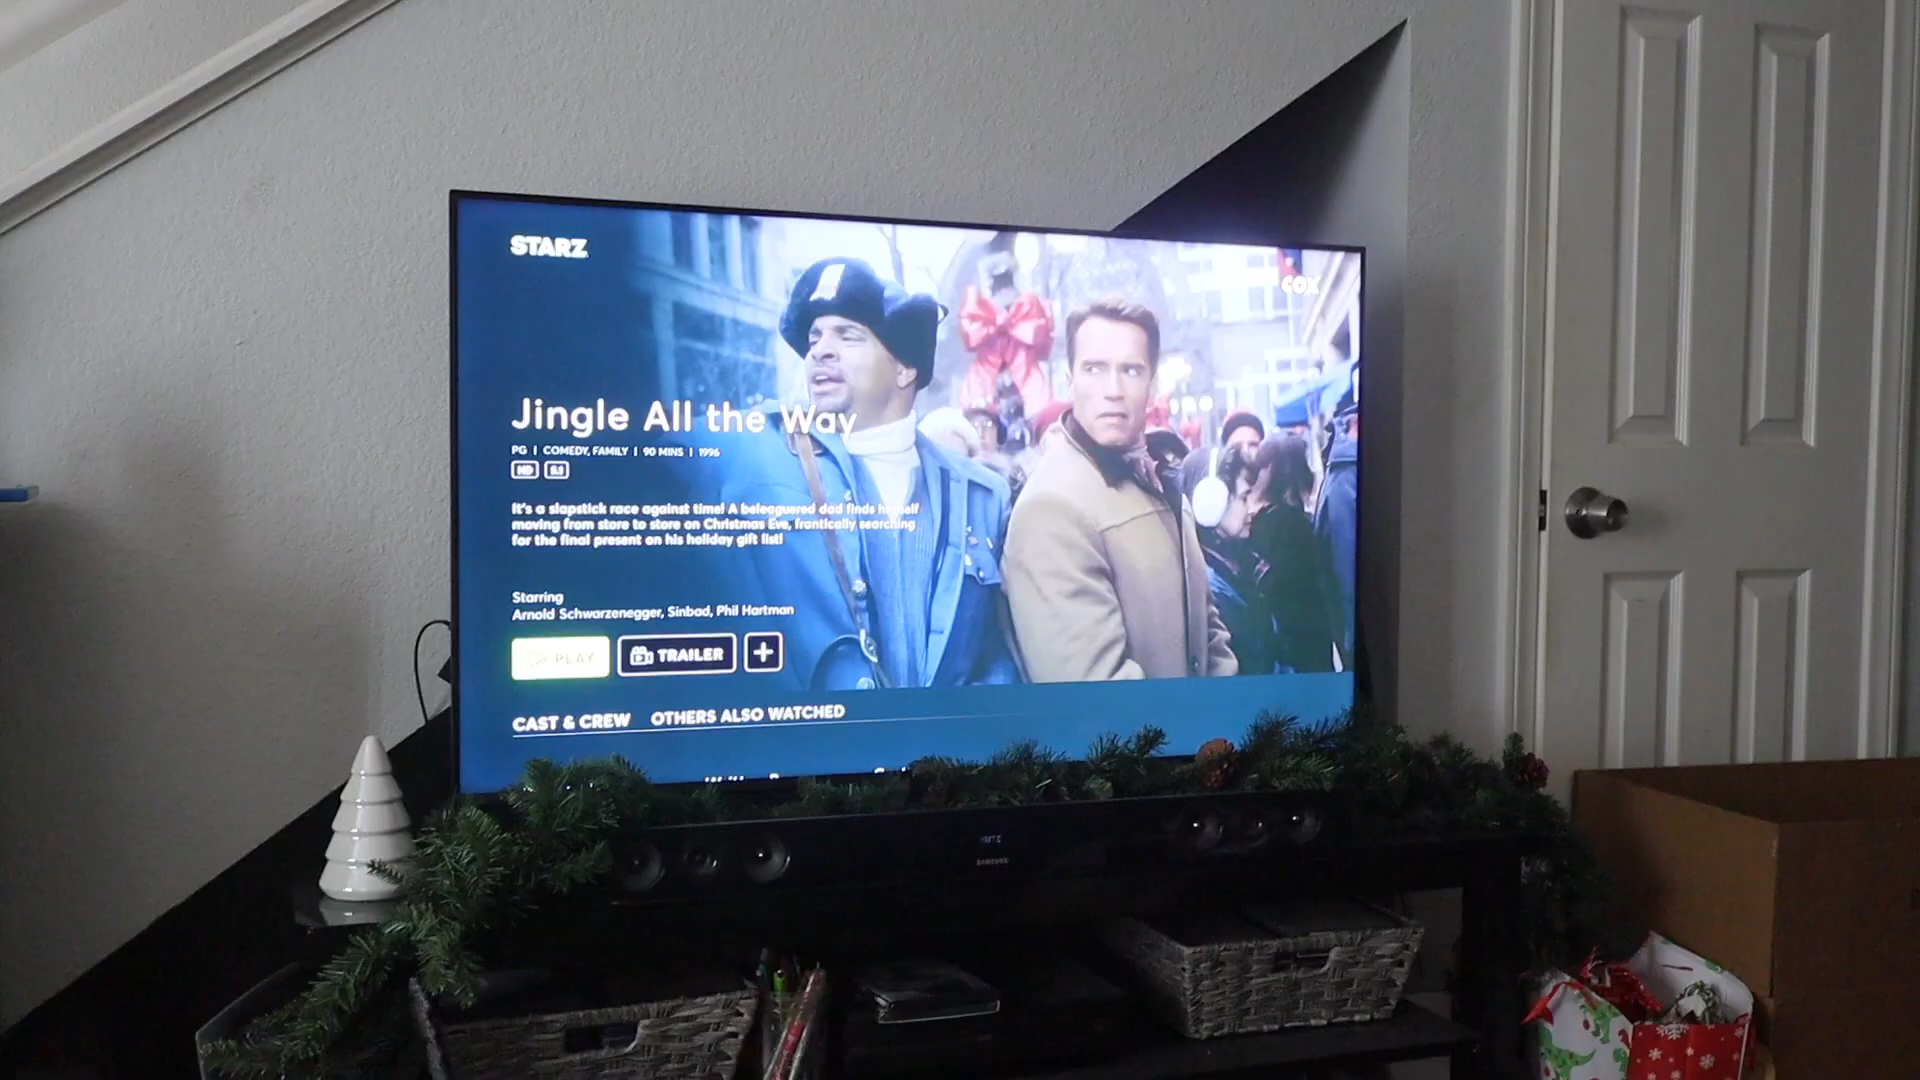 STARZ
COX
Jingle All the Way
PG | COMEDY, FAMILY | 90 MINS | 1996
HD 5.1
It's a slapstick race against time! A beleaguered dad finds himself
moving from store to store on Christmas Eve, frantically searching
for the final present on his holiday gift list!
Starring
Arnold Schwarzenegger, Sinbad, Phil Hartman
PLAY TRAILER +
CAST & CREW OTHERS ALSO WATCHED
SAMSUNG